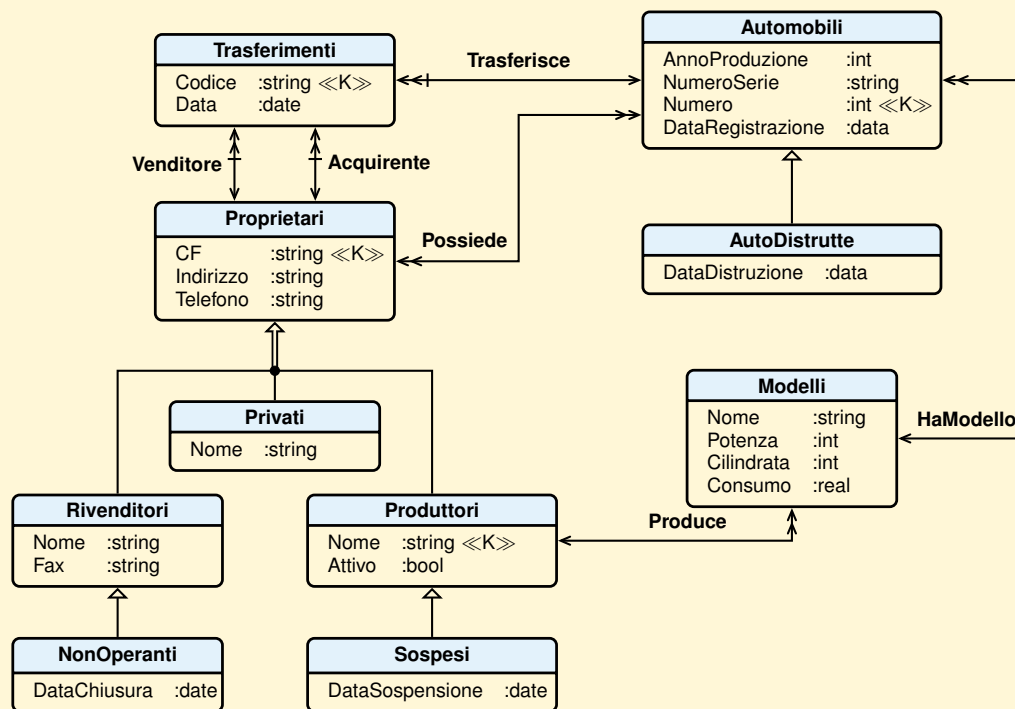 Trasferimenti
Codice :string ≪K≫
Data :date
Trasferisce
Automobili
AnnoProduzione :int
NumeroSerie :string
Numero :int ≪K≫
DataRegistrazione :data
Venditore
Acquirente
Proprietari
CF :string ≪K≫
Indirizzo :string
Telefono :string
Possiede
AutoDistrutte
DataDistruzione :data
Privati
Nome :string
Modelli
Nome :string
Potenza :int
Cilindrata :int
Consumo :real
HaModello
Rivenditori
Nome :string
Fax :string
Produttori
Nome :string ≪K≫
Attivo :bool
Produce
NonOperanti
DataChiusura :date
Sospesi
DataSospensione :date